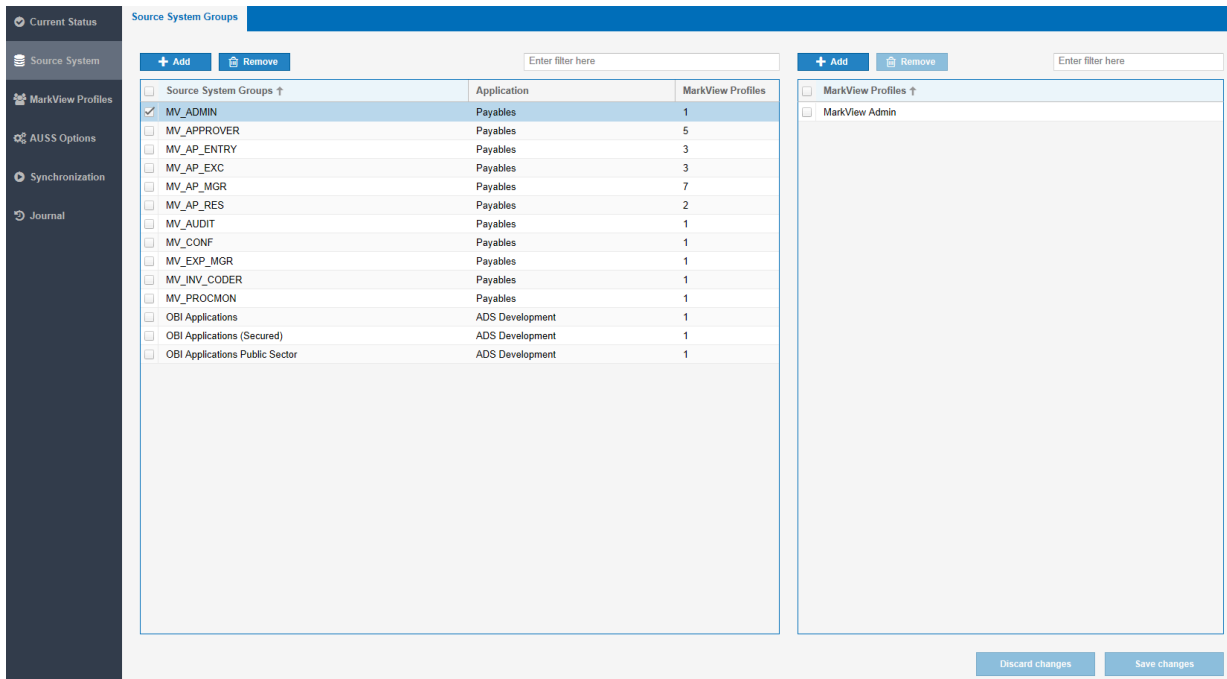 Current Status
Source System
MarkView Profiles
AUSS Options
Synchronization
Journal
Source System Groups
Add Remove Enter filter here
Source System Groups ↑ Application MarkView Profiles
MV_ADMIN Payables 1
MV_APPROVER Payables 5
MV_AP_ENTRY Payables 3
MV_AP_EXC Payables 3
MV_AP_MGR Payables 7
MV_AP_RES Payables 2
MV_AUDIT Payables 1
MV_CONF Payables 1
MV_EXP_MGR Payables 1
MV_INV_CODER Payables 1
MV_PROCMON Payables 1
OBI Applications ADS Development 1
OBI Applications (Secured) ADS Development 1
OBI Applications Public Sector ADS Development 1
Add Remove Enter filter here
MarkView Profiles ↑
MarkView Admin
Discard changes Save changes